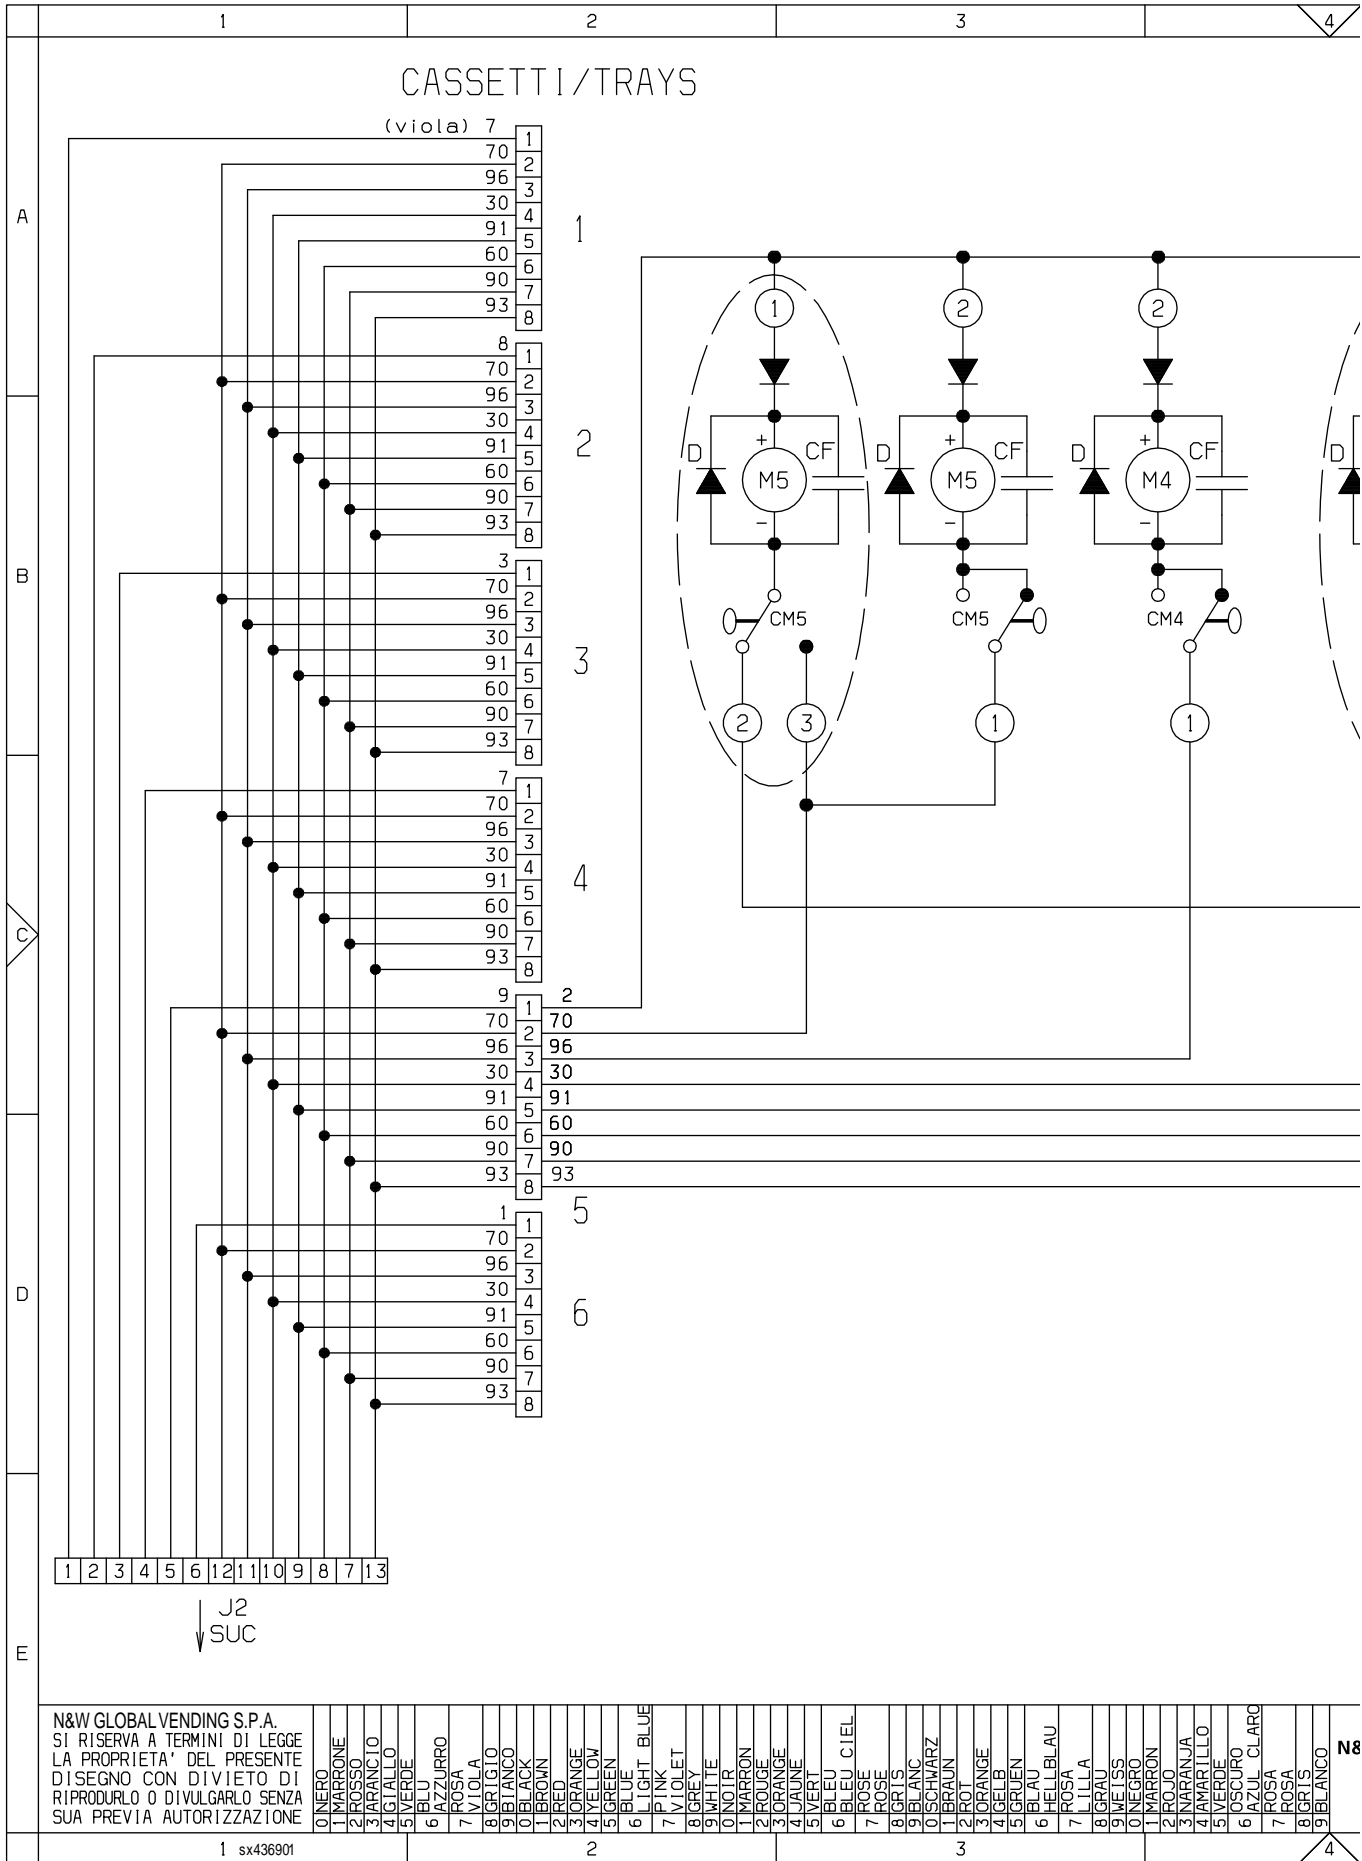 1 2 3 4
CASSETTI/TRAYS
(viola) 7 1
70 2
96 3
30 4
91 5
60 6
90 7
93 8
1
A
8 1
70 2
96 3
30 4
91 5
60 6
90 7
93 8
2
1 2 2
D + M5 - CF
D + M5 - CF
D + M4 - CF
D
CM5 CM5 CM4
2 3 1 1
B
3 1
70 2
96 3
30 4
91 5
60 6
90 7
93 8
3
7 1
70 2
96 3
30 4
91 5
60 6
90 7
93 8
4
C
9 1 2
70 2 70
96 3 96
30 4 30
91 5 91
60 6 60
90 7 90
93 8 93
5
1 1
70 2
96 3
30 4
91 5
60 6
90 7
93 8
6
D
1 2 3 4 5 6 12 11 10 9 8 7 13
J2
SUC
E
N&W GLOBAL VENDING S.P.A.
SI RISERVA A TERMINI DI LEGGE
LA PROPRIETA' DEL PRESENTE
DISEGNO CON DIVIETO DI
RIPRODURLO O DIVULGARLO SENZA
SUA PREVIA AUTORIZZAZIONE
0 NERO
1 MARRONE
2 ROSSO
3 ARANCIO
4 GIALLO
5 VERDE
6 BLU
AZZURRO
7 ROSA
VIOLA
8 GRIGIO
9 BIANCO
0 BLACK
1 BROWN
2 RED
3 ORANGE
4 YELLOW
5 GREEN
6 BLUE
LIGHT BLUE
7 PINK
VIOLET
8 GREY
9 WHITE
0 NOIR
1 MARRON
2 ROUGE
3 ORANGE
4 JAUNE
5 VERT
6 BLEU
BLEU CIEL
7 ROSE
ROSE
8 GRIS
9 BLANC
0 SCHWARZ
1 BRAUN
2 ROT
3 ORANGE
4 GELB
5 GRUEN
6 BLAU
HELLBLAU
7 ROSA
LILLA
8 GRAU
9 WEISS
0 NEGRO
1 MARRON
2 ROJO
3 NARANJA
4 AMARILLO
5 VERDE
6 OSCURO
AZUL CLARO
7 ROSA
ROSA
8 GRIS
9 BLANCO
N&
1 sx436901 2 3 4